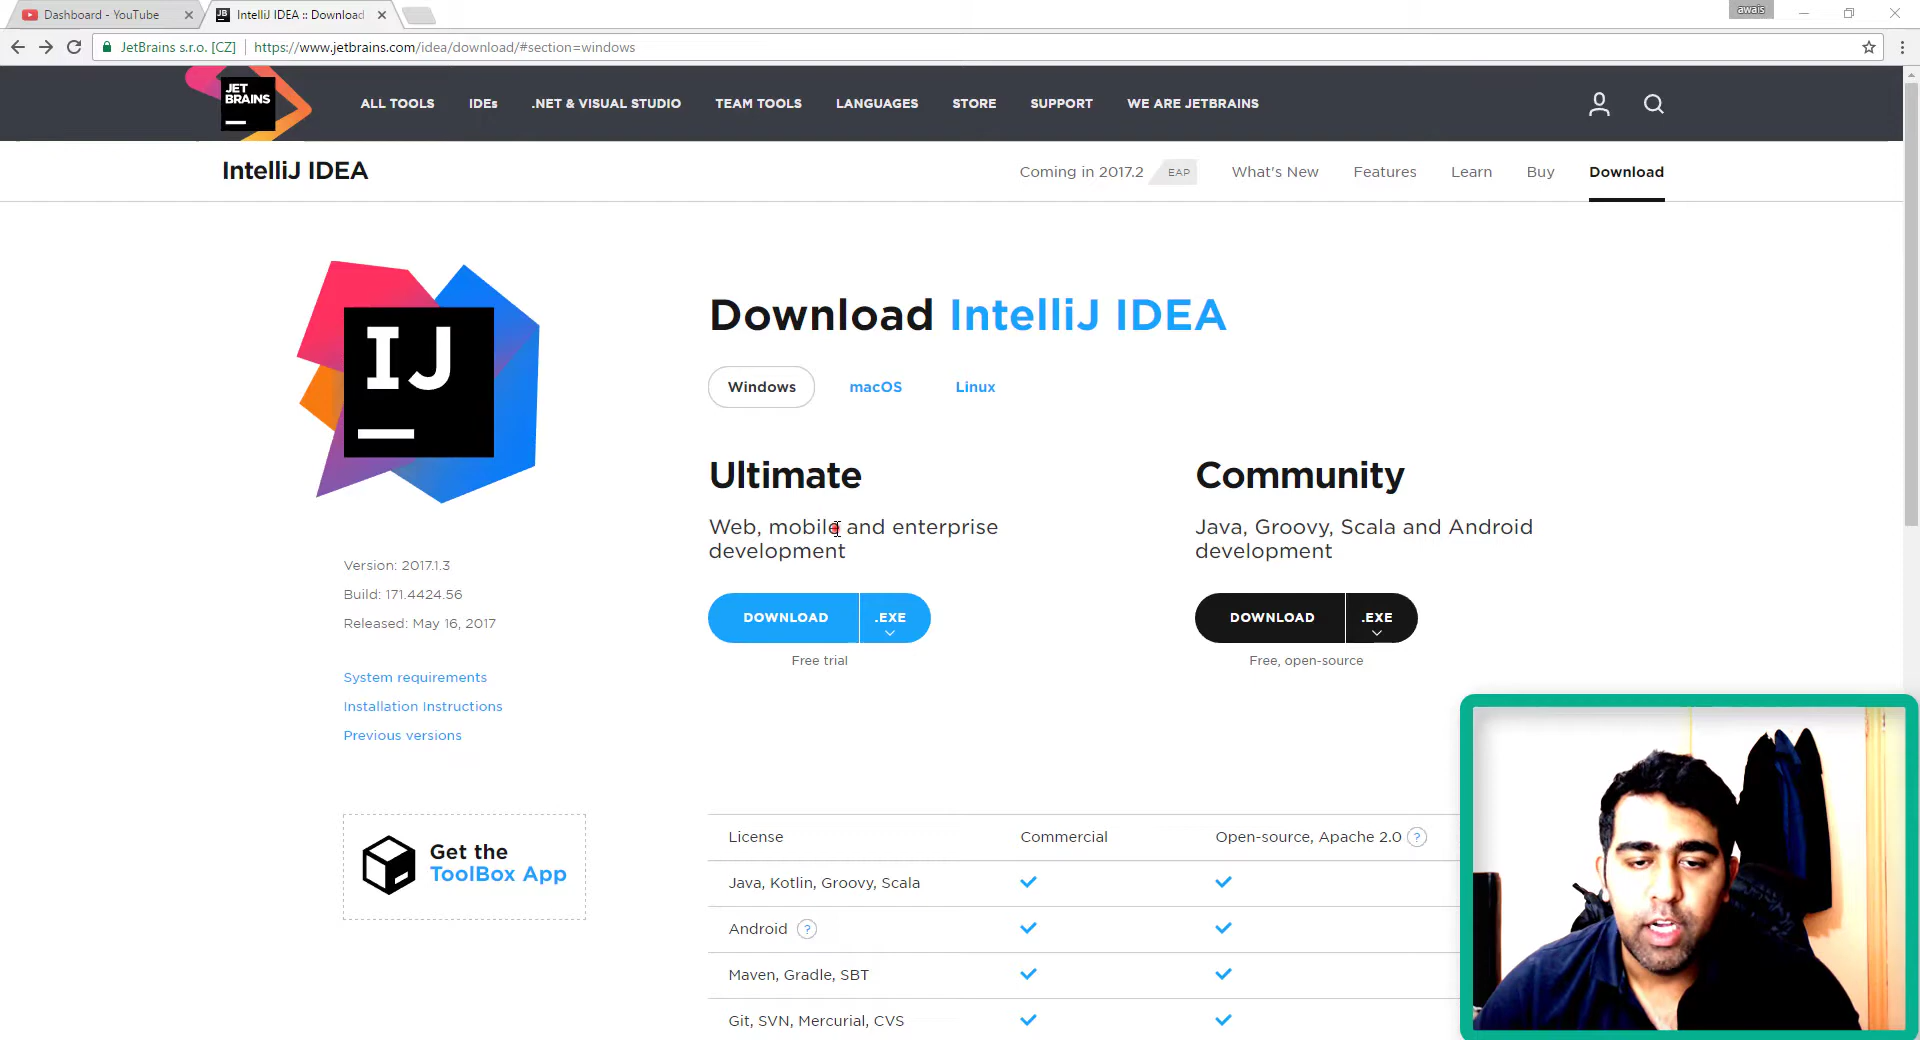 Dashboard - YouTube
IntelliJ IDEA :: Download
awais
JetBrains s.r.o. [CZ]
https://www.jetbrains.com/idea/download/#section=windows
JET
BRAINS
ALL TOOLS
IDEs
.NET & VISUAL STUDIO
TEAM TOOLS
LANGUAGES
STORE
SUPPORT
WE ARE JETBRAINS
IntelliJ IDEA
Coming in 2017.2
EAP
What's New
Features
Learn
Buy
Download
IJ
Download IntelliJ IDEA
Windows
macOS
Linux
Ultimate
Web, mobile and enterprise
development
DOWNLOAD
.EXE
Free trial
Community
Java, Groovy, Scala and Android
development
DOWNLOAD
.EXE
Free, open-source
Version: 2017.1.3
Build: 171.4424.56
Released: May 16, 2017
System requirements
Installation Instructions
Previous versions
Get the
ToolBox App
License
Commercial
Open-source, Apache 2.0 ?
Java, Kotlin, Groovy, Scala
Android ?
Maven, Gradle, SBT
Git, SVN, Mercurial, CVS